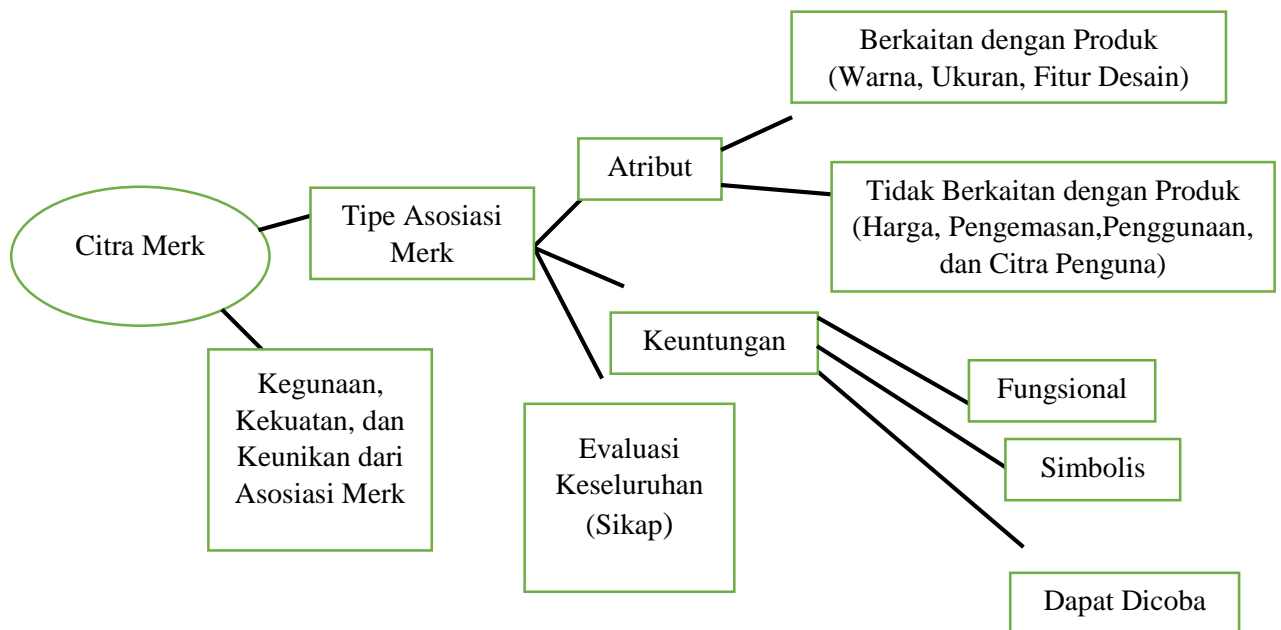 Citra Merk
Tipe Asosiasi
Merk
Kegunaan,
Kekuatan, dan
Keunikan dari
Asosiasi Merk
Atribut
Berkaitan dengan Produk
(Warna, Ukuran, Fitur Desain)
Tidak Berkaitan dengan Produk
(Harga, Pengemasan,Penggunaan,
dan Citra Penguna)
Keuntungan
Fungsional
Simbolis
Dapat Dicoba
Evaluasi
Keseluruhan
(Sikap)